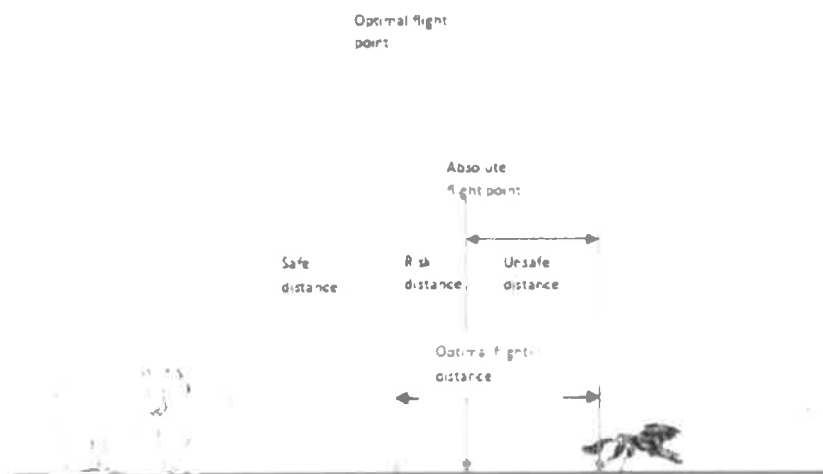 Optimal flight
point
Absolute
flight point
Safe
distance
Risk
distance
Unsafe
distance
Optimal flight
distance